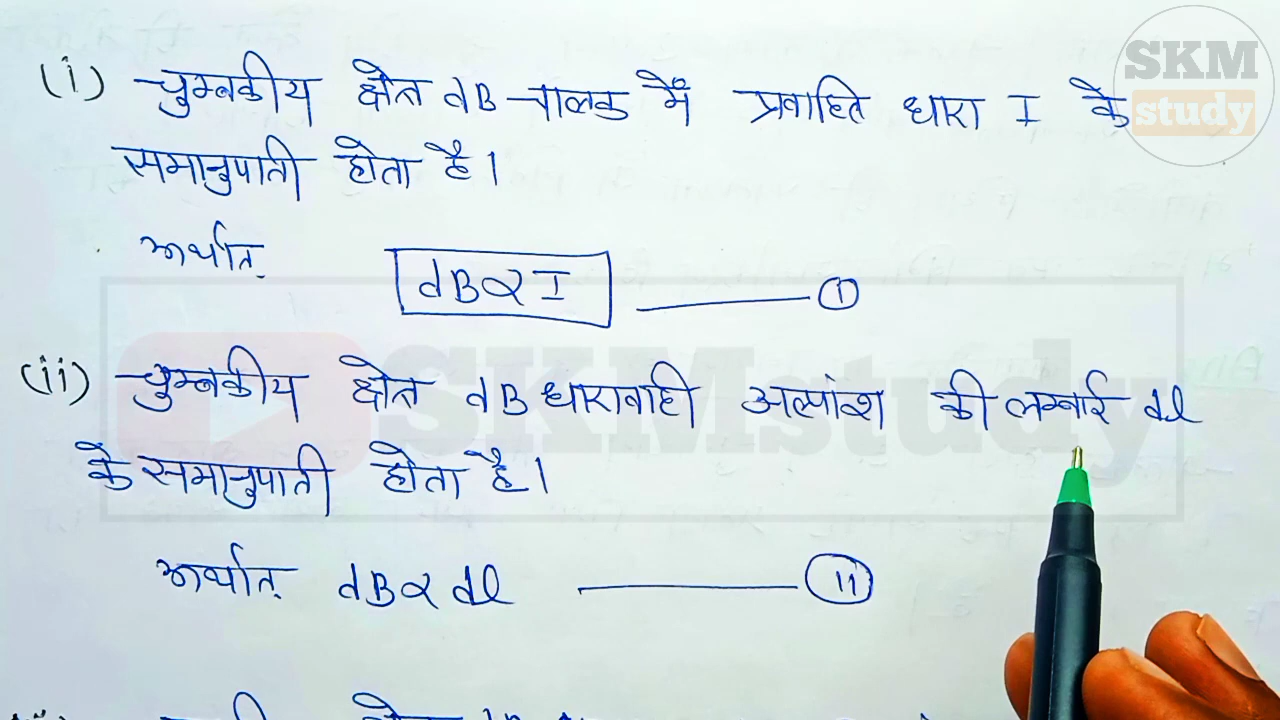 SKM
study
(i) चुम्बकीय क्षेत्र dB चालक में प्रवाहित धारा I के
समानुपाती होता है।
अर्थात् dB ∝ I ——— (I)
SKMstudy
(ii) चुम्बकीय क्षेत्र dB धारावाही अल्पांश की लम्बाई dl
के समानुपाती होता है।
अर्थात् dB ∝ dl ——— (II)